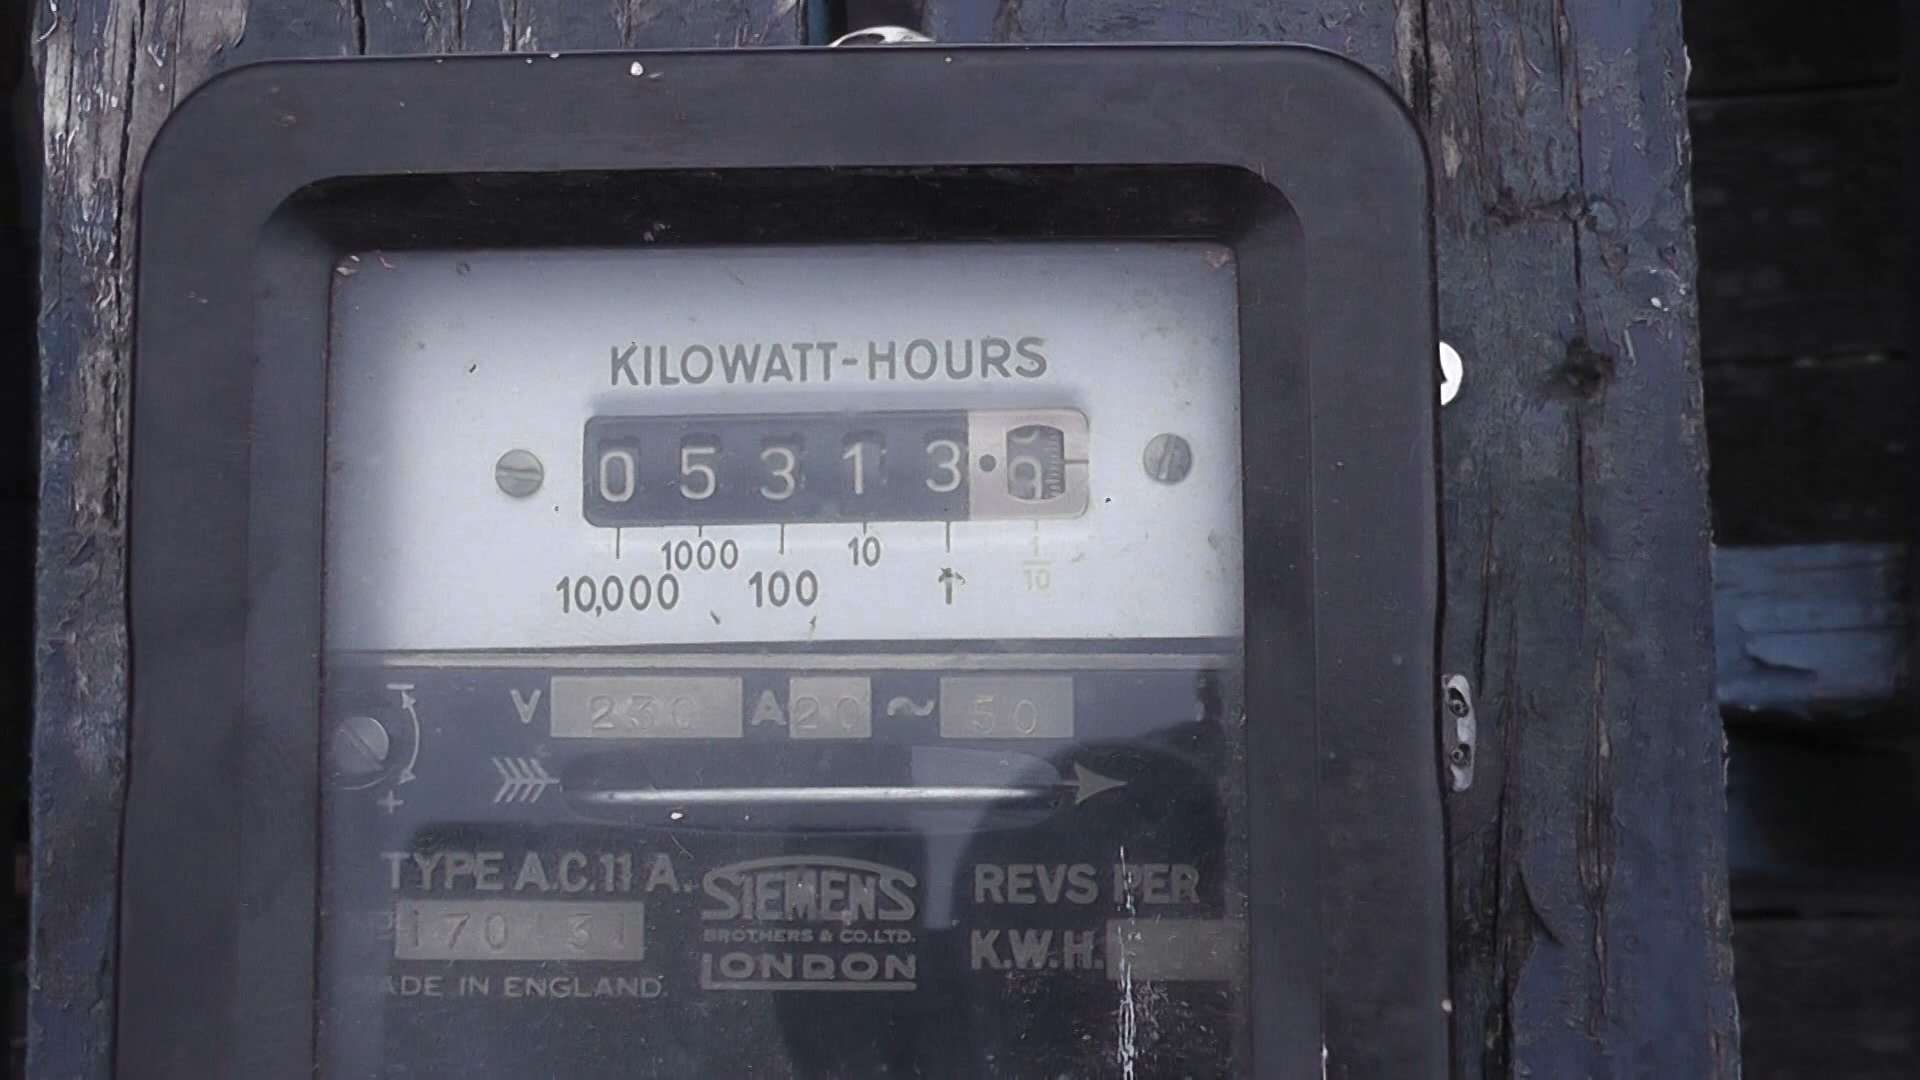 KILOWATT-HOURS
0 5 3 1 3 .
1000 10 1/10
10,000 100 1
V 230 A 20 ~ 50
+
TYPE A.C.11 A.
SIEMENS
BROTHERS & CO. LTD.
LONDON
REVS PER
K.W.H.
ADE IN ENGLAND.